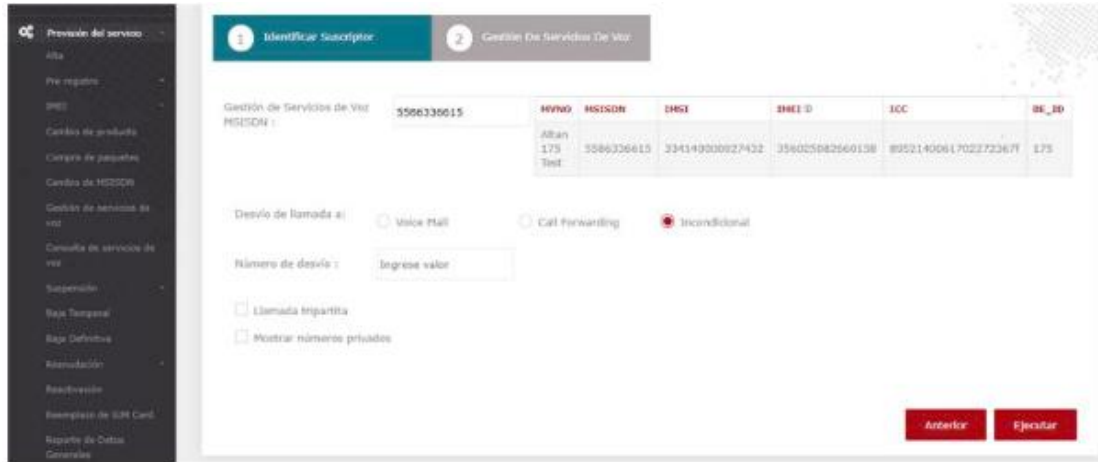 Provisión del servicio
Alta
Pre registro
IMEI
Cambio de producto
Compra de paquetes
Cambio de MSISDN
Gestión de servicios de
voz
Consulta de servicios de
voz
Suspensión
Baja Temporal
Baja Definitiva
Reanudación
Reactivación
Reemplazo de SIM Card
Reporte de Datos
Generales
1 Identificar Suscriptor
2 Gestión De Servicios De Voz
Gestión de Servicios de Voz
MSISDN :
5586336615
MVNO MSISDN IMSI IMEI ICC BE_ID
Altan
175
Test
5586336615 334140000027432 356025082660158 175
Desvío de llamada a:
Voice Mail Call Forwarding Incondicional
Número de desvío : Ingrese valor
Llamada tripartita
Mostrar números privados
Anterior Ejecutar